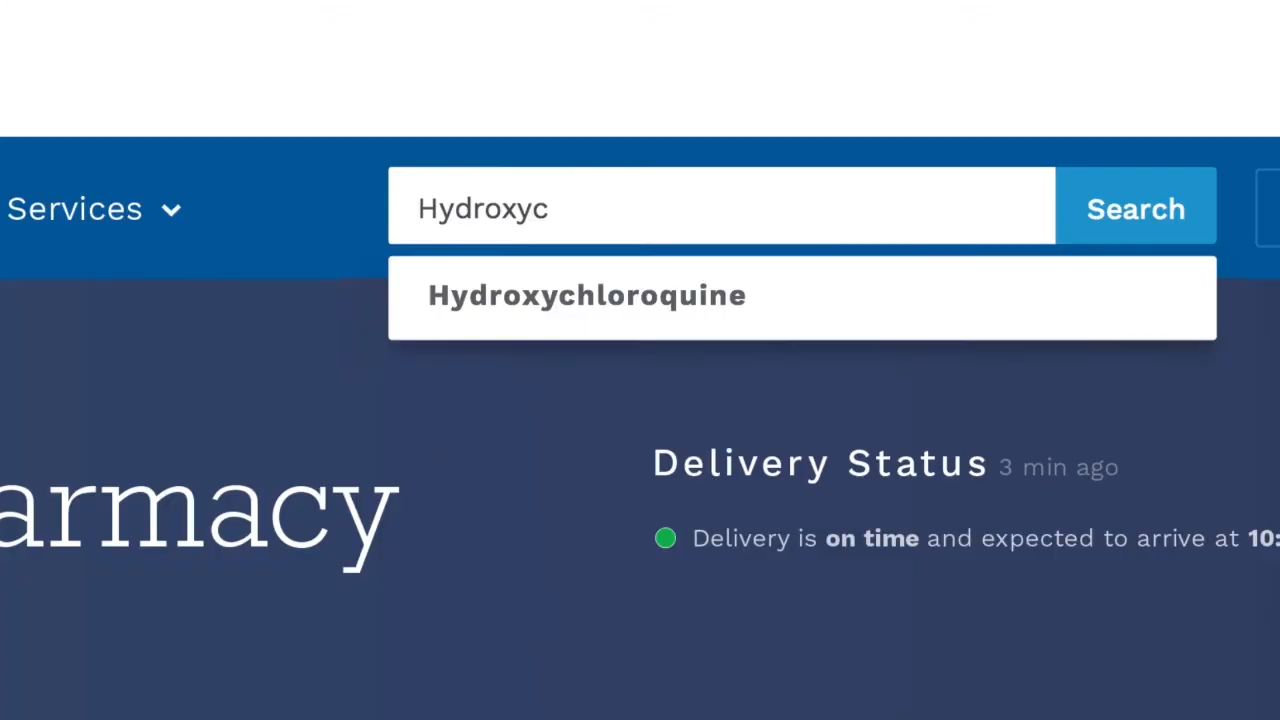 Services
Hydroxyc
Search
Hydroxychloroquine
Delivery Status 3 min ago
armacy
Delivery is on time and expected to arrive at 10: